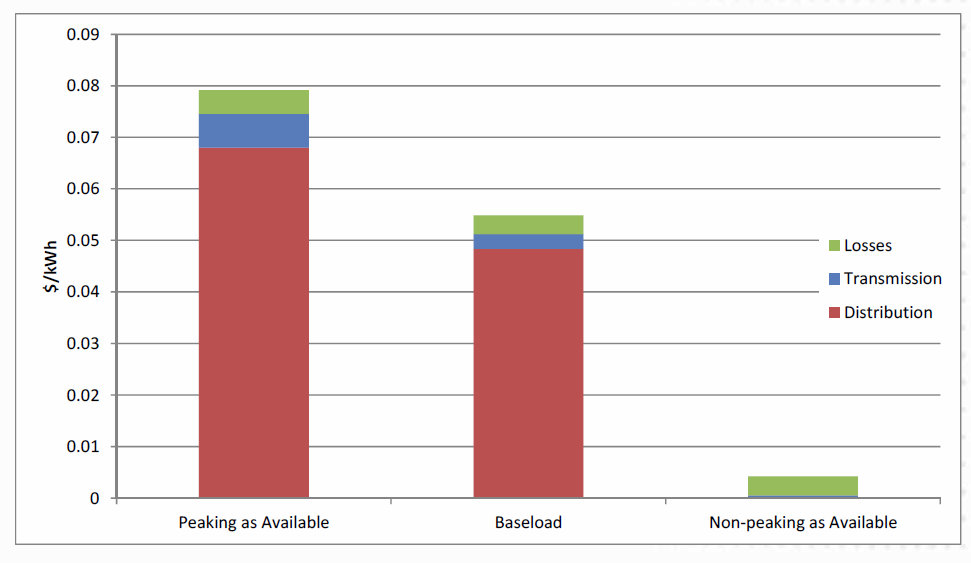 0.09
0.08
0.07
0.06
0.05
0.04
0.03
0.02
0.01
0
$/kWh
Losses
Transmission
Distribution
Peaking as Available
Baseload
Non-peaking as Available